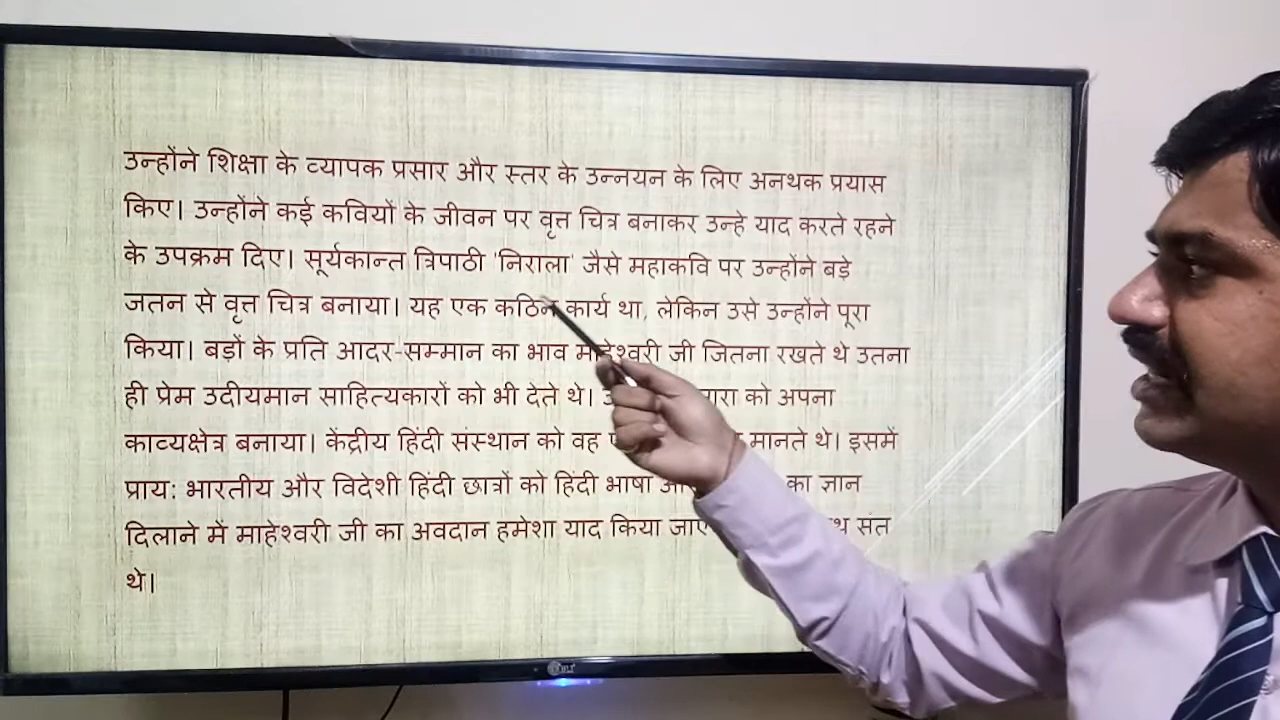 उन्होंने शिक्षा के व्यापक प्रसार और स्तर के उन्नयन के लिए अनथक प्रयास
किए। उन्होंने कई कवियों के जीवन पर वृत्त चित्र बनाकर उन्हे याद करते रहने
के उपक्रम दिए। सूर्यकान्त त्रिपाठी 'निराला' जैसे महाकवि पर उन्होंने बड़े
जतन से वृत्त चित्र बनाया। यह एक कठिन कार्य था, लेकिन उसे उन्होंने पूरा
किया। बड़ों के प्रति आदर-सम्मान का भाव माहेश्वरी जी जितना रखते थे उतना
ही प्रेम उदीयमान साहित्यकारों को भी देते थे। को अपना
काव्यक्षेत्र बनाया। केंद्रीय हिंदी संस्थान को वह मानते थे। इसमें
प्राय: भारतीय और विदेशी हिंदी छात्रों को हिंदी भाषा का ज्ञान
दिलाने में माहेश्वरी जी का अवदान हमेशा याद किया संत
थे।